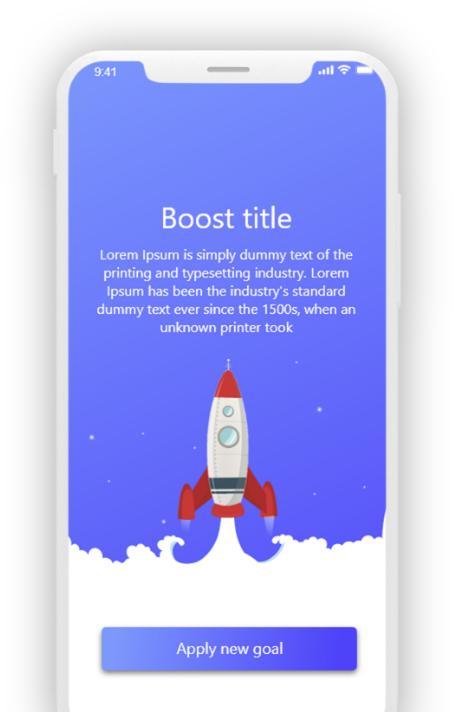 9:41
Boost title
Lorem Ipsum is simply dummy text of the
printing and typesetting industry. Lorem
Ipsum has been the industry's standard
dummy text ever since the 1500s, when an
unknown printer took
Apply new goal